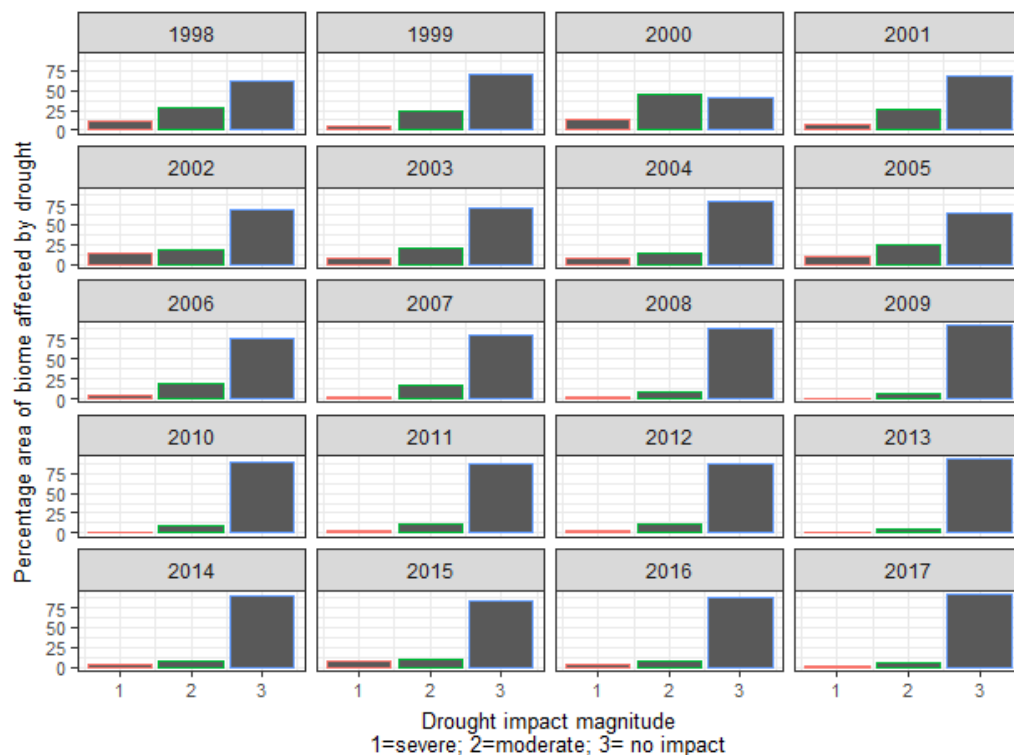 1998 1999 2000 2001
75
50
25
0
2002 2003 2004 2005
75
50
25
0
2006 2007 2008 2009
75
50
25
0
2010 2011 2012 2013
75
50
25
0
2014 2015 2016 2017
75
50
25
0
1 2 3 1 2 3 1 2 3 1 2 3
Percentage area of biome affected by drought
Drought impact magnitude
1=severe; 2=moderate; 3= no impact